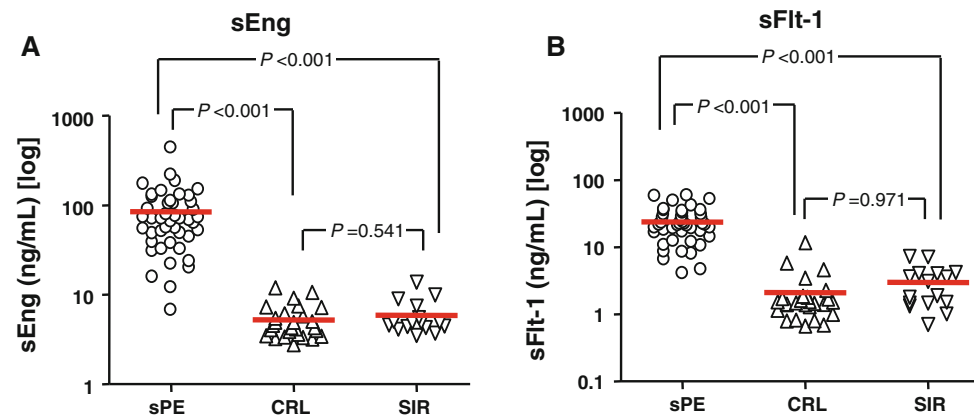 A
sEng
P <0.001
P <0.001
P =0.541
sEng (ng/mL) [log]
1000
100
10
1
sPE CRL SIR
B
sFlt-1
P <0.001
P <0.001
P =0.971
sFlt-1 (ng/mL) [log]
1000
100
10
1
0.1
sPE CRL SIR